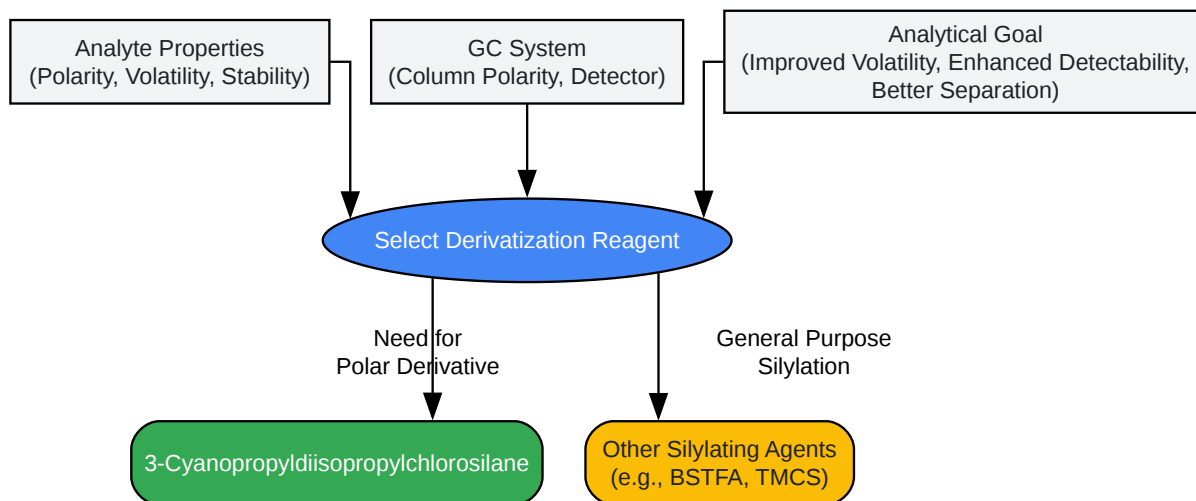 Analyte Properties
(Polarity, Volatility, Stability)
GC System
(Column Polarity, Detector)
Analytical Goal
(Improved Volatility, Enhanced Detectability,
Better Separation)
Select Derivatization Reagent
Need for
Polar Derivative
General Purpose
Silylation
3-Cyanopropyldiisopropylchlorosilane
Other Silylating Agents
(e.g., BSTFA, TMCS)